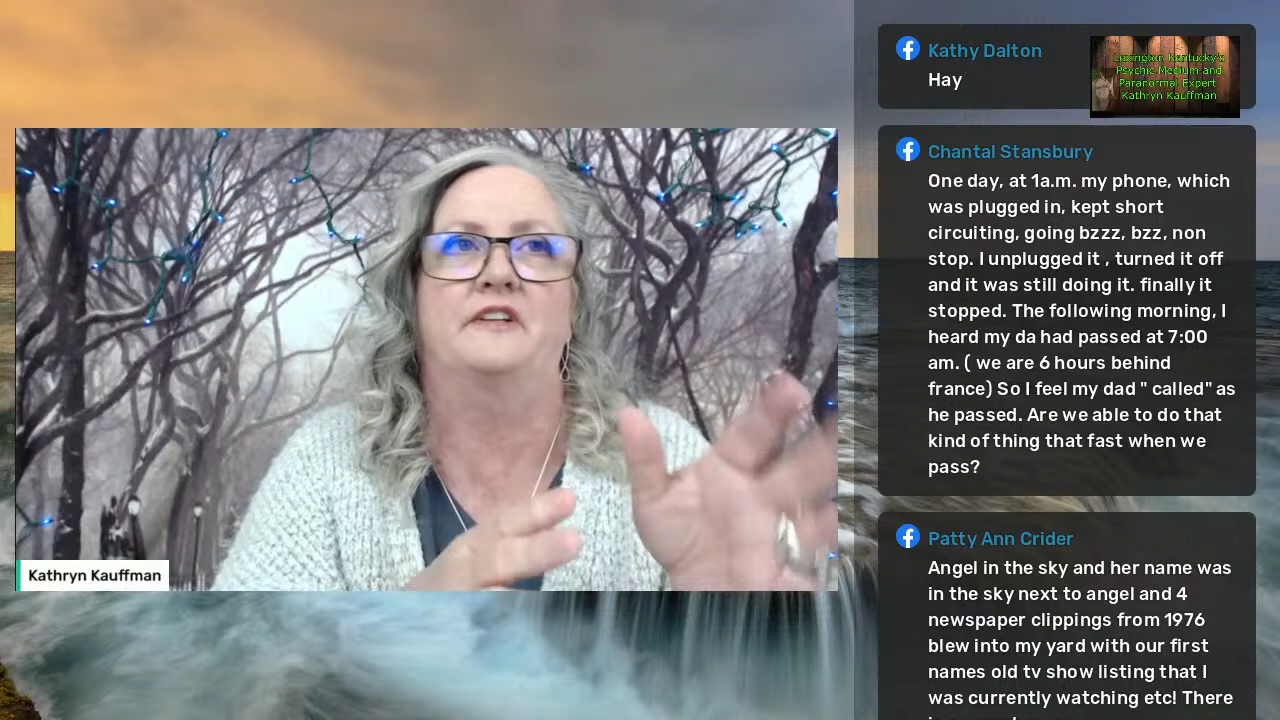 Kathy Dalton
Hay
Lexington Kentucky's
Psychic Medium and
Paranormal Expert
Kathryn Kauffman
Chantal Stansbury
One day, at 1a.m. my phone, which
was plugged in, kept short
circuiting, going bzzz, bzz, non
stop. I unplugged it , turned it off
and it was still doing it. finally it
stopped. The following morning, I
heard my da had passed at 7:00
am. ( we are 6 hours behind
france) So I feel my dad " called" as
he passed. Are we able to do that
kind of thing that fast when we
pass?
Patty Ann Crider
Angel in the sky and her name was
in the sky next to angel and 4
newspaper clippings from 1976
blew into my yard with our first
names old tv show listing that I
was currently watching etc! There
Kathryn Kauffman